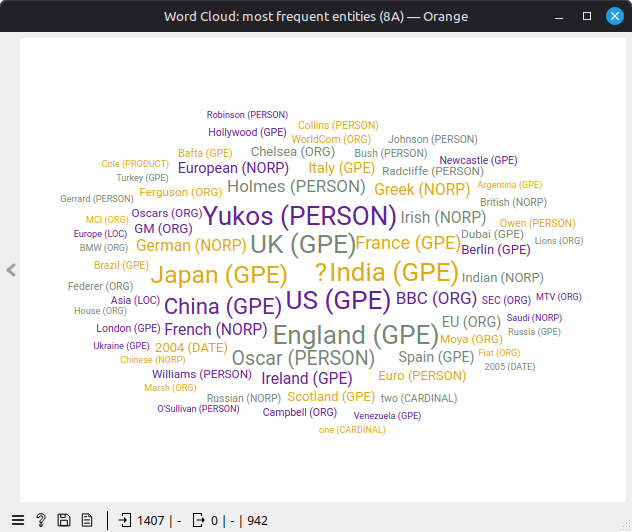 Word Cloud: most frequent entities (8A) — Orange
Robinson (PERSON)
Collins (PERSON)
Hollywood (GPE)
WorldCom (ORG) Johnson (PERSON)
Bafta (GPE) Chelsea (ORG) Bush (PERSON)
Cole (PRODUCT) European (NORP) Italy (GPE) Newcastle (GPE)
Turkey (GPE) Radcliffe (PERSON)
Ferguson (ORG) Holmes (PERSON) Greek (NORP) Argentina (GPE)
Gerrard (PERSON) British (NORP)
MCI (ORG) Oscars (ORG) Yukos (PERSON) Irish (NORP) Owen (PERSON)
Europe (LOC) GM (ORG) Dubai (GPE)
BMW (ORG) German (NORP) UK (GPE) France (GPE) Berlin (GPE) Lions (ORG)
Brazil (GPE) Japan (GPE) ? India (GPE) Indian (NORP)
Federer (ORG)
Asia (LOC) China (GPE) US (GPE) BBC (ORG) SEC (ORG) MTV (ORG)
House (ORG)
London (GPE) French (NORP) England (GPE) EU (ORG) Saudi (NORP)
Russia (GPE)
Ukraine (GPE) 2004 (DATE) Moya (ORG)
Chinese (NORP) Oscar (PERSON) Spain (GPE) Fiat (ORG)
2005 (DATE)
Williams (PERSON) Ireland (GPE) Euro (PERSON)
Marsh (ORG)
Russian (NORP) Scotland (GPE) two (CARDINAL)
O'Sullivan (PERSON) Campbell (ORG) Venezuela (GPE)
one (CARDINAL)
1407 | - 0 | - | 942